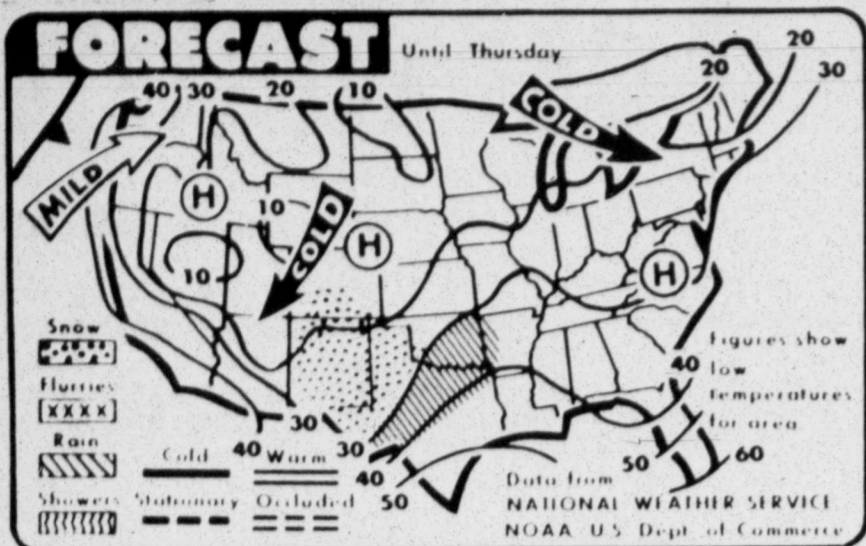 FORECAST Until Thursday
40 30 20 10 20 20 30
COLD
MILD
H
10
COLD
H
10
H
Snow
Flurries
Rain
Showers
Cold Warm
Stationary Occluded
30
40
30
40
50
40
50
60
Figures show
low
temperatures
for area
Data from
NATIONAL WEATHER SERVICE
NOAA U S Dept of Commerce